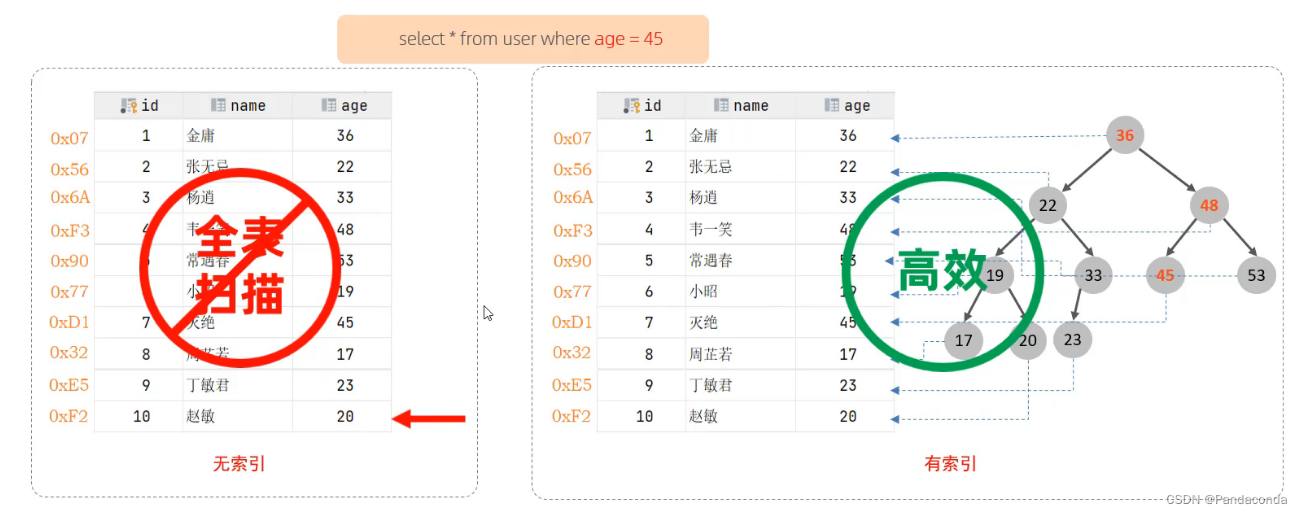 select * from user where age = 45
id name age
0x07 1 金庸 36
0x56 2 张无忌 22
0x6A 3 杨逍 33
0xF3 4 韦一笑 48
0x90 5 常遇春 53
0x77 小昭 19
0xD1 7 灭绝 45
0x32 8 周芷若 17
0xE5 9 丁敏君 23
0xF2 10 赵敏 20
全表
扫描
无索引
id name age
0x07 1 金庸 36
0x56 2 张无忌 22
0x6A 3 杨逍 33
0xF3 4 韦一笑 48
0x90 5 常遇春 53
0x77 6 小昭 19
0xD1 7 灭绝 45
0x32 8 周芷若 17
0xE5 9 丁敏君 23
0xF2 10 赵敏 20
高效
36
22 48
19 33 45 53
17 20 23
有索引
CSDN @Pandaconda